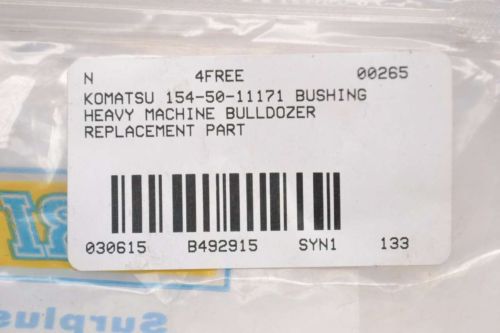 N 4FREE 00265
KOMATSU 154-50-11171 BUSHING
HEAVY MACHINE BULLDOZER
REPLACEMENT PART
030615 B492915 SYN1 133
Surplus